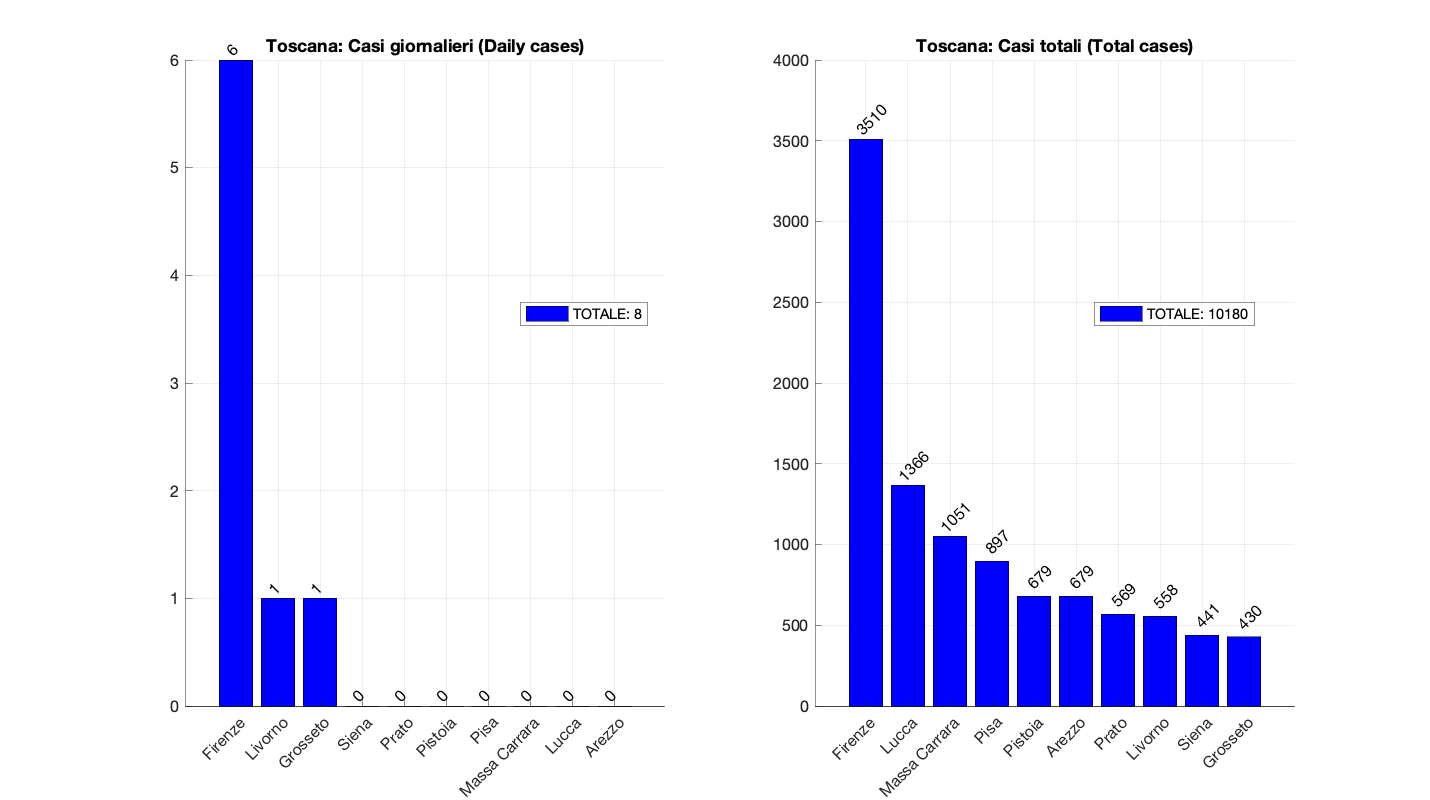 Toscana: Casi giornalieri (Daily cases)
6
5
4
3
2
1
0
6
1
1
0
0
0
0
0
0
0
TOTALE: 8
Firenze
Livorno
Grosseto
Siena
Prato
Pistoia
Pisa
Massa Carrara
Lucca
Arezzo
Toscana: Casi totali (Total cases)
4000
3500
3000
2500
2000
1500
1000
500
0
3510
1366
1051
897
679
679
569
558
441
430
TOTALE: 10180
Firenze
Lucca
Massa Carrara
Pisa
Pistoia
Arezzo
Prato
Livorno
Siena
Grosseto